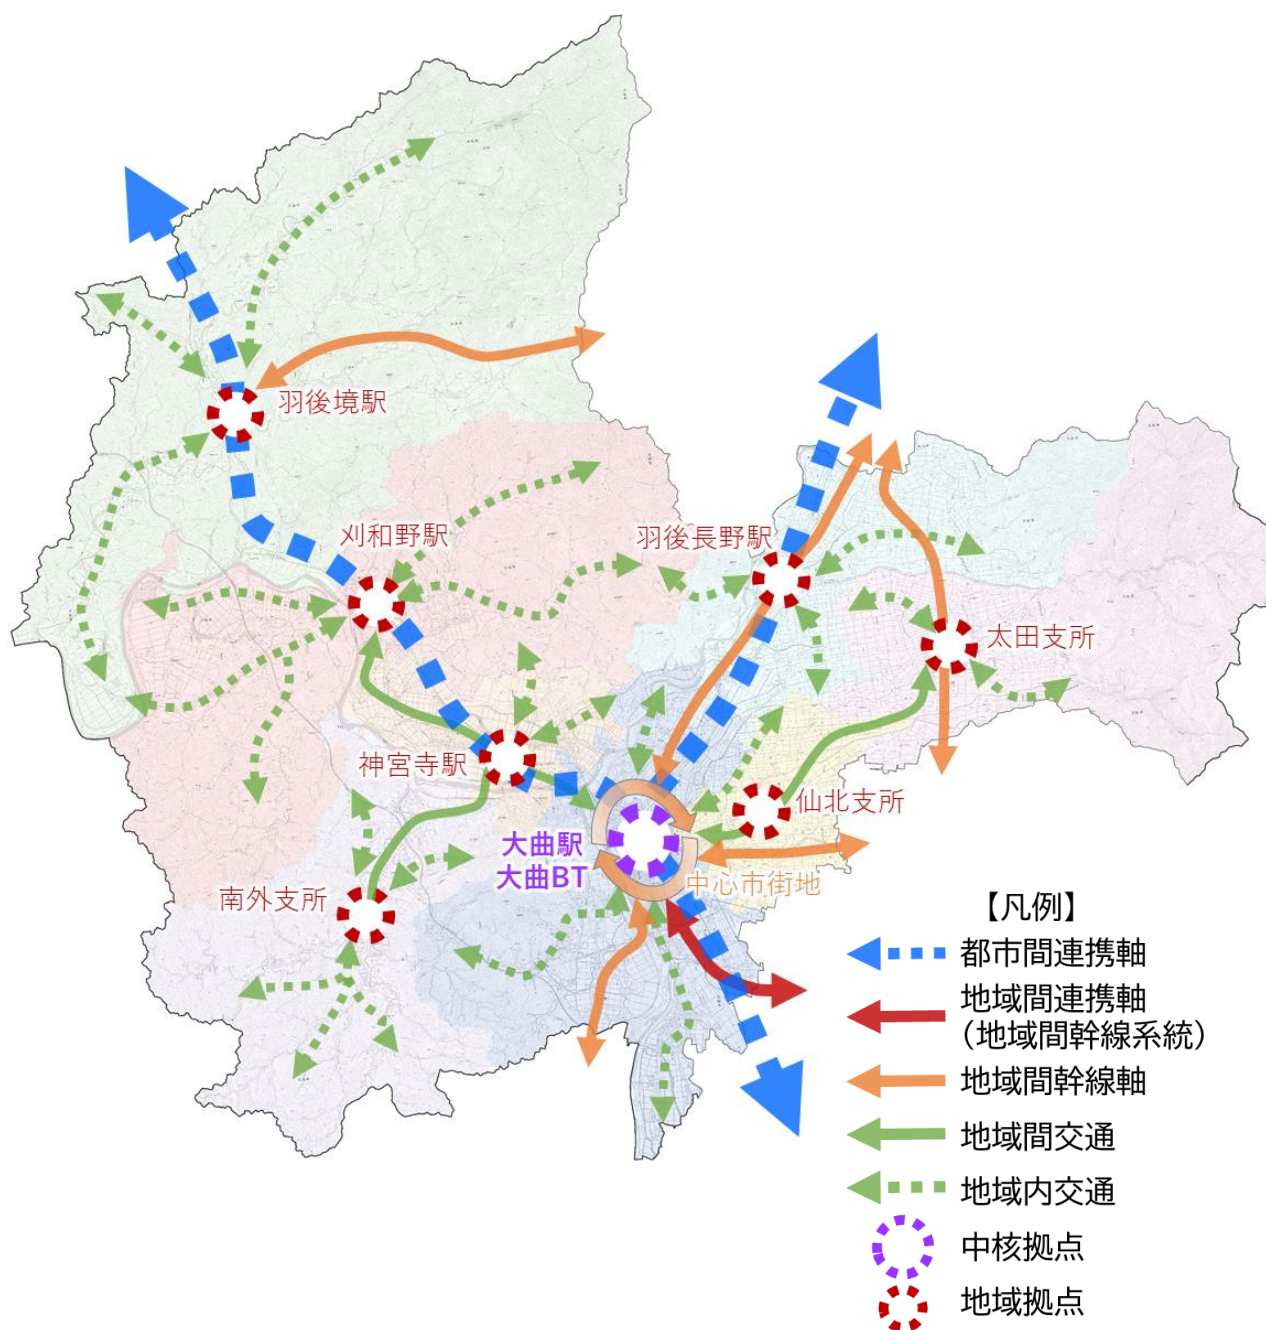 羽後境駅
刈和野駅
羽後長野駅
太田支所
神宮寺駅
仙北支所
大曲駅
大曲BT
中心市街地
南外支所
【凡例】
都市間連携軸
地域間連携軸
（地域間幹線系統）
地域間幹線軸
地域間交通
地域内交通
中核拠点
地域拠点